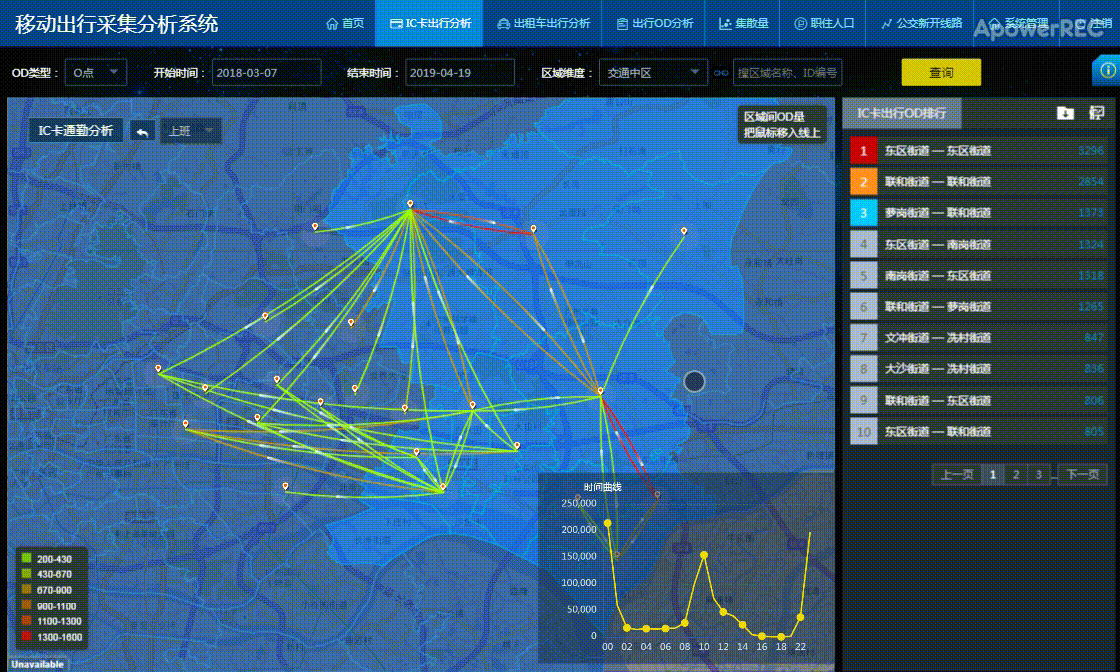 移动出行采集分析系统
首页
IC卡出行分析
出租车出行分析
出行OD分析
集散量
职住人口
公交新开线路
系统管理
注销
ApowerREC
OD类型：
O点
开始时间：
2018-03-07
结束时间：
2019-04-19
区域维度：
交通中区
搜区域名称、ID编号
查询
IC卡通勤分析
上班
区域间OD量
把鼠标移入线上
IC卡出行OD排行
1 东区街道 — 东区街道 3296
2 联和街道 — 联和街道 2854
3 萝岗街道 — 联和街道 1373
4 东区街道 — 南岗街道 1324
5 南岗街道 — 东区街道 1318
6 联和街道 — 萝岗街道 1265
7 文冲街道 — 冼村街道 847
8 大沙街道 — 冼村街道 836
9 联和街道 — 东区街道 806
10 东区街道 — 联和街道 805
上一页 1 2 3 ... 下一页
时间曲线
250,000
200,000
150,000
100,000
50,000
0
00 02 04 06 08 10 12 14 16 18 20 22
200-430
430-670
670-900
900-1100
1100-1300
1300-1600
Unavailable